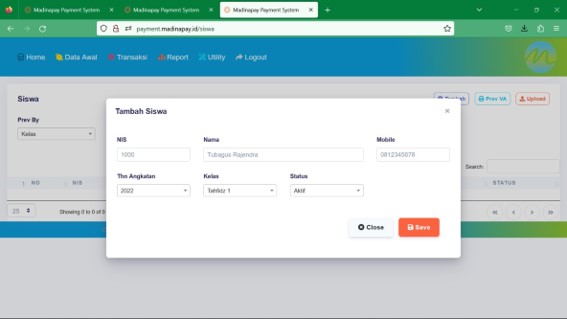 Madinapay Payment System
Madinapay Payment System
Madinapay Payment System
payment.madinapay.id/siswa
Home
Data Awal
Transaksi
Report
Utility
Logout
Siswa
Prev VA
Upload
Prev By
Kelas
Search:
NO
NIS
STATUS
25
Showing 0 to 0 of 0
Tambah Siswa
NIS
Nama
Mobile
1000
Tubagus Rajendra
0812345678
Thn Angkatan
Kelas
Status
2022
Tahfidz 1
Aktif
Close
Save